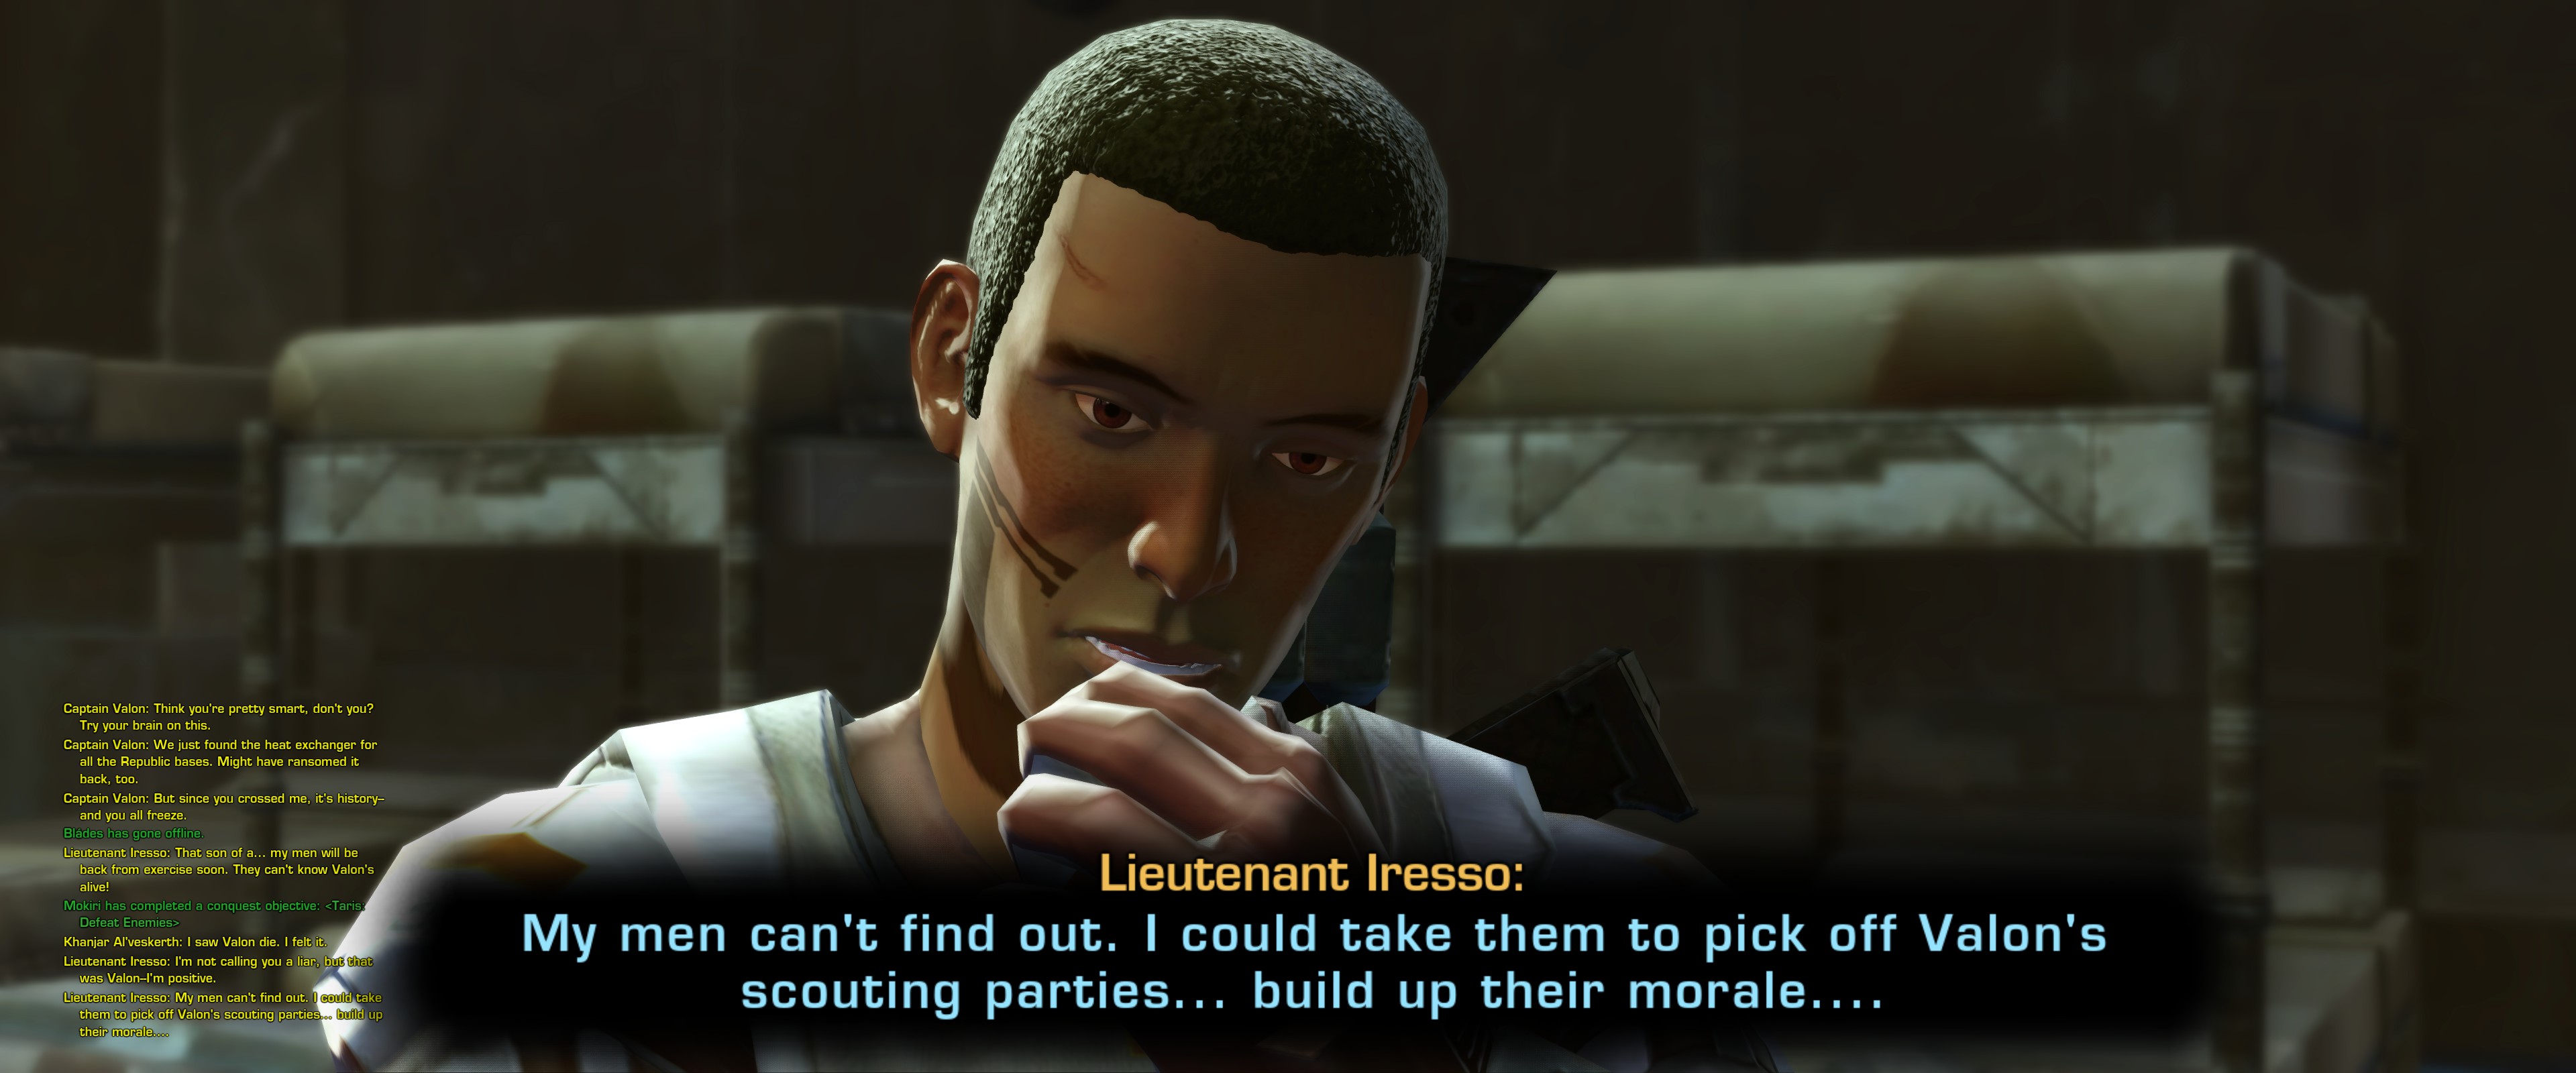 Captain Valon: Think you're pretty smart, don't you?
Try your brain on this.
Captain Valon: We just found the heat exchanger for
all the Republic bases. Might have ransomed it
back, too.
Captain Valon: But since you crossed me, it's history–
and you all freeze.
Bládes has gone offline.
Lieutenant Iresso: That son of a... my men will be
back from exercise soon. They can't know Valon's
alive!
Mokiri has completed a conquest objective: <Taris:
Defeat Enemies>
Khanjar Al'veskerth: I saw Valon die. I felt it.
Lieutenant Iresso: I'm not calling you a liar, but that
was Valon–I'm positive.
Lieutenant Iresso: My men can't find out. I could take
them to pick off Valon's scouting parties... build up
their morale....
Lieutenant Iresso:
My men can't find out. I could take them to pick off Valon's
scouting parties... build up their morale....